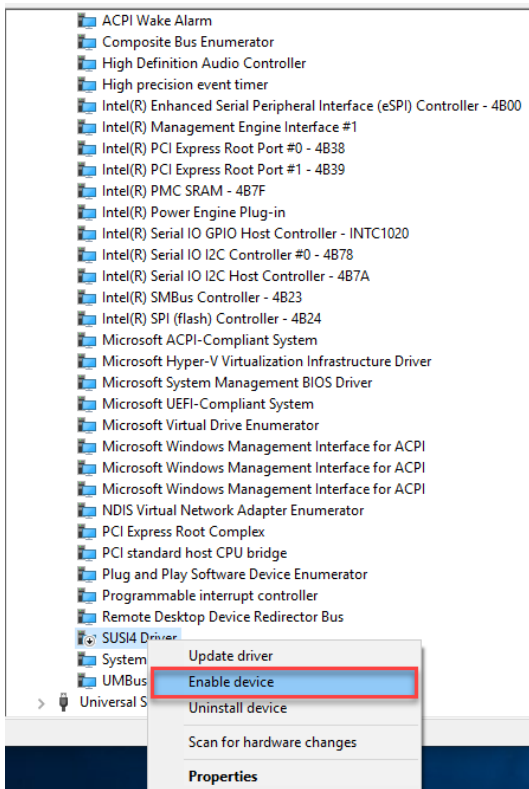 ACPI Wake Alarm
Composite Bus Enumerator
High Definition Audio Controller
High precision event timer
Intel(R) Enhanced Serial Peripheral Interface (eSPI) Controller - 4B00
Intel(R) Management Engine Interface #1
Intel(R) PCI Express Root Port #0 - 4B38
Intel(R) PCI Express Root Port #1 - 4B39
Intel(R) PMC SRAM - 4B7F
Intel(R) Power Engine Plug-in
Intel(R) Serial IO GPIO Host Controller - INTC1020
Intel(R) Serial IO I2C Controller #0 - 4B78
Intel(R) Serial IO I2C Host Controller - 4B7A
Intel(R) SMBus Controller - 4B23
Intel(R) SPI (flash) Controller - 4B24
Microsoft ACPI-Compliant System
Microsoft Hyper-V Virtualization Infrastructure Driver
Microsoft System Management BIOS Driver
Microsoft UEFI-Compliant System
Microsoft Virtual Drive Enumerator
Microsoft Windows Management Interface for ACPI
Microsoft Windows Management Interface for ACPI
Microsoft Windows Management Interface for ACPI
NDIS Virtual Network Adapter Enumerator
PCI Express Root Complex
PCI standard host CPU bridge
Plug and Play Software Device Enumerator
Programmable interrupt controller
Remote Desktop Device Redirector Bus
SUSI4 Driver
System
UMBus
Universal S
Update driver
Enable device
Uninstall device
Scan for hardware changes
Properties